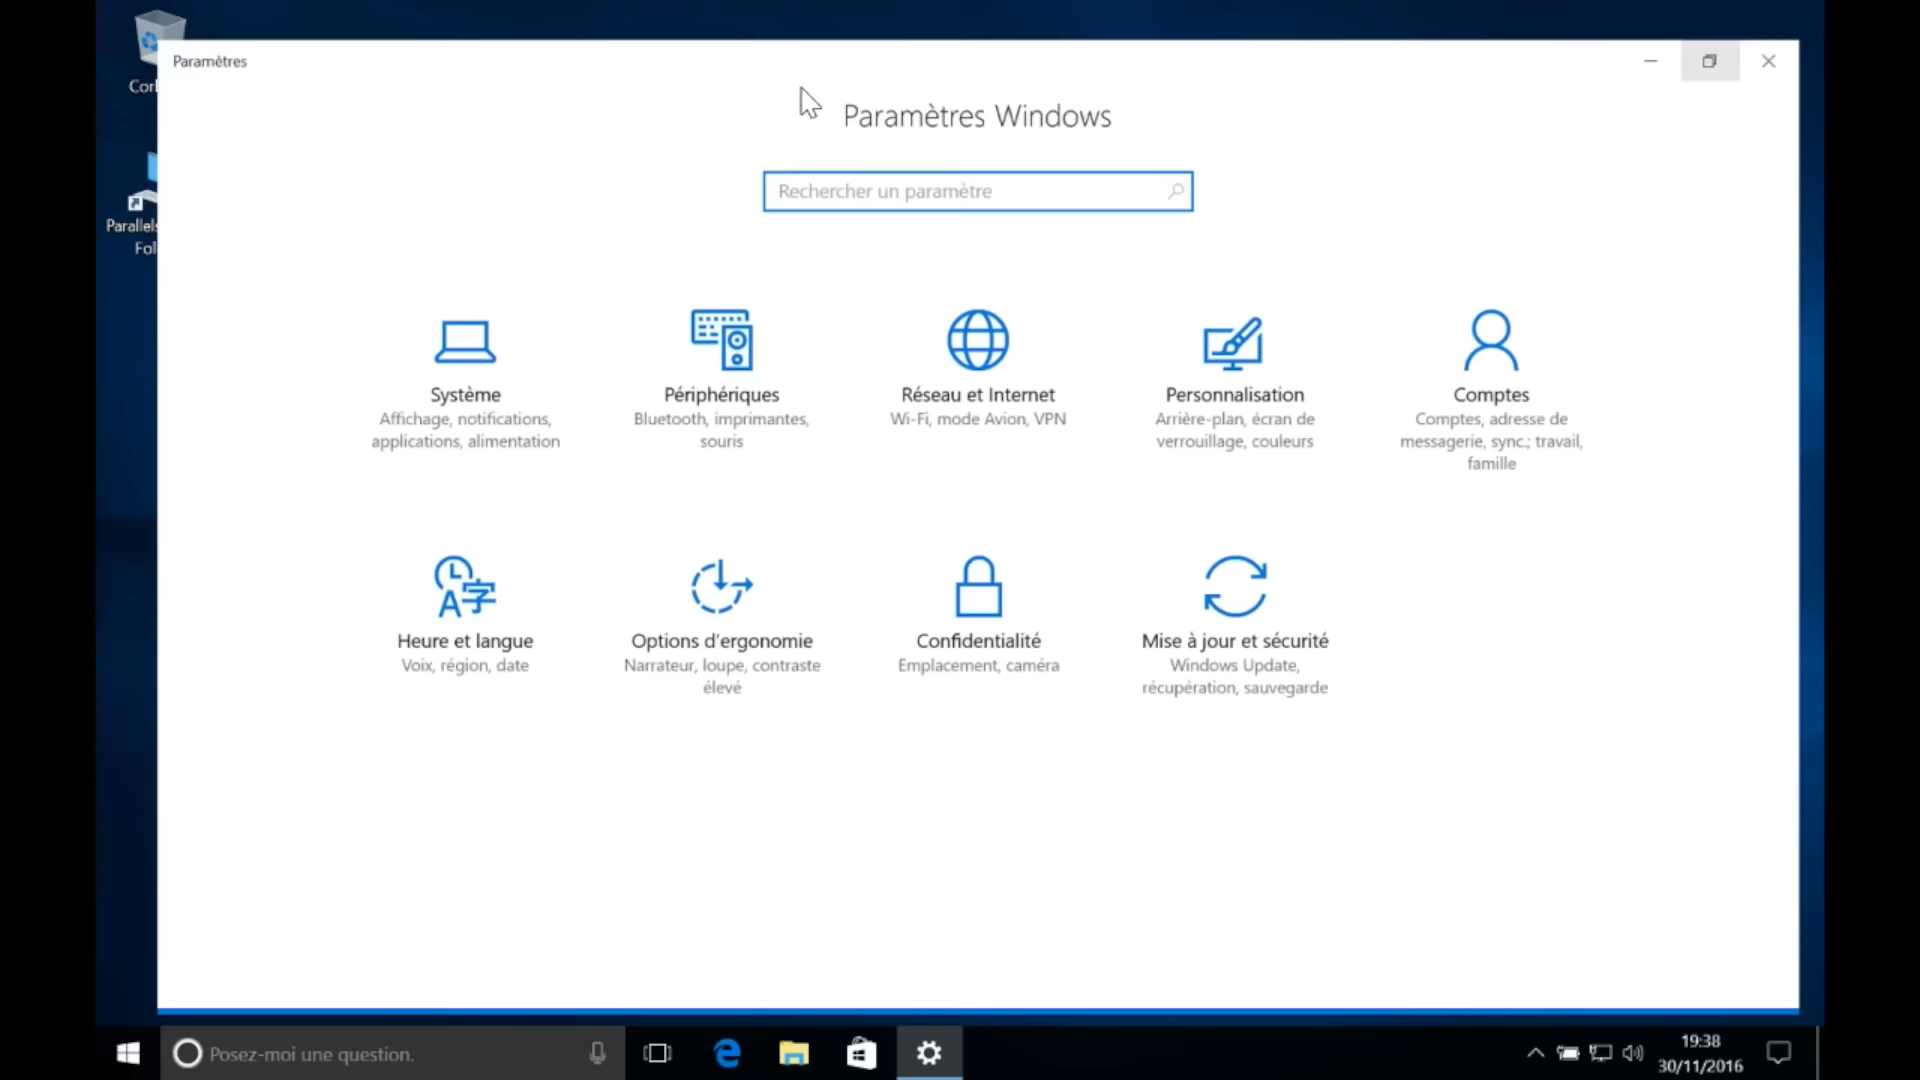 Paramètres
Paramètres Windows
Rechercher un paramètre
Système
Affichage, notifications,
applications, alimentation
Périphériques
Bluetooth, imprimantes,
souris
Réseau et Internet
Wi-Fi, mode Avion, VPN
Personnalisation
Arrière-plan, écran de
verrouillage, couleurs
Comptes
Comptes, adresse de
messagerie, sync.; travail,
famille
Heure et langue
Voix, région, date
Options d'ergonomie
Narrateur, loupe, contraste
élevé
Confidentialité
Emplacement, caméra
Mise à jour et sécurité
Windows Update,
récupération, sauvegarde
Parallels
Fol
Posez-moi une question.
19:38
30/11/2016